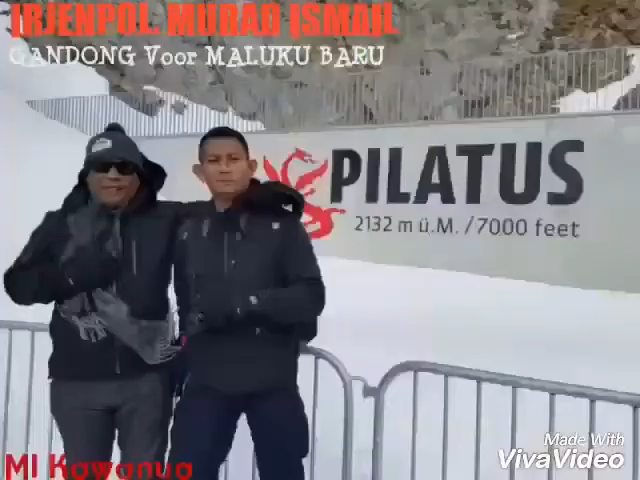 IRJENPOL. MURAD ISMAIL
GANDONG Voor MALUKU BARU
PILATUS
2132 m ü.M. / 7000 feet
MI Kawanua
Made With
VivaVideo